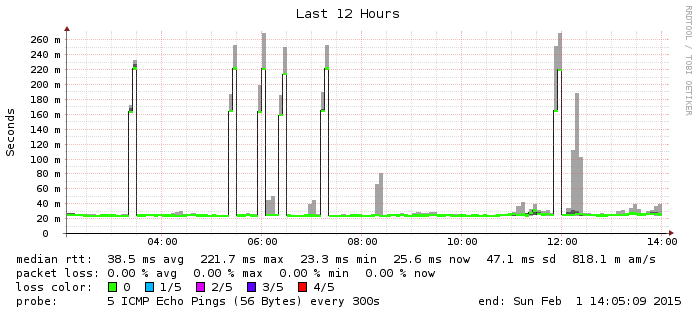 Last 12 Hours
RRDTOOL / TOBI OETIKER
Seconds
260 m
240 m
220 m
200 m
180 m
160 m
140 m
120 m
100 m
80 m
60 m
40 m
20 m
0
04:00 06:00 08:00 10:00 12:00 14:00
median rtt: 38.5 ms avg 221.7 ms max 23.3 ms min 25.6 ms now 47.1 ms sd 818.1 m am/s
packet loss: 0.00 % avg 0.00 % max 0.00 % min 0.00 % now
loss color: 0 1/5 2/5 3/5 4/5
probe: 5 ICMP Echo Pings (56 Bytes) every 300s end: Sun Feb 1 14:05:09 2015